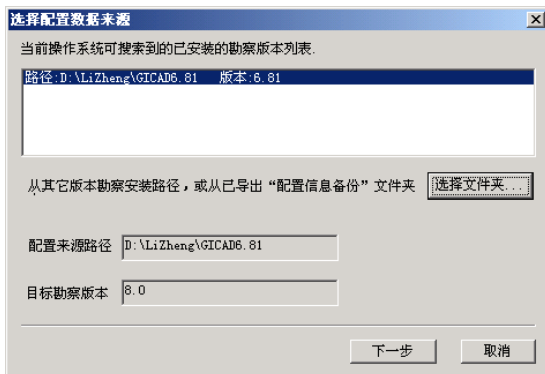 选择配置数据来源
当前操作系统可搜索到的已安装的勘察版本列表.
路径:D:\LiZheng\GICAD6.81 版本:6.81
从其它版本勘察安装路径，或从已导出“配置信息备份”文件夹 选择文件夹...
配置来源路径 D:\LiZheng\GICAD6.81
目标勘察版本 8.0
下一步 取消